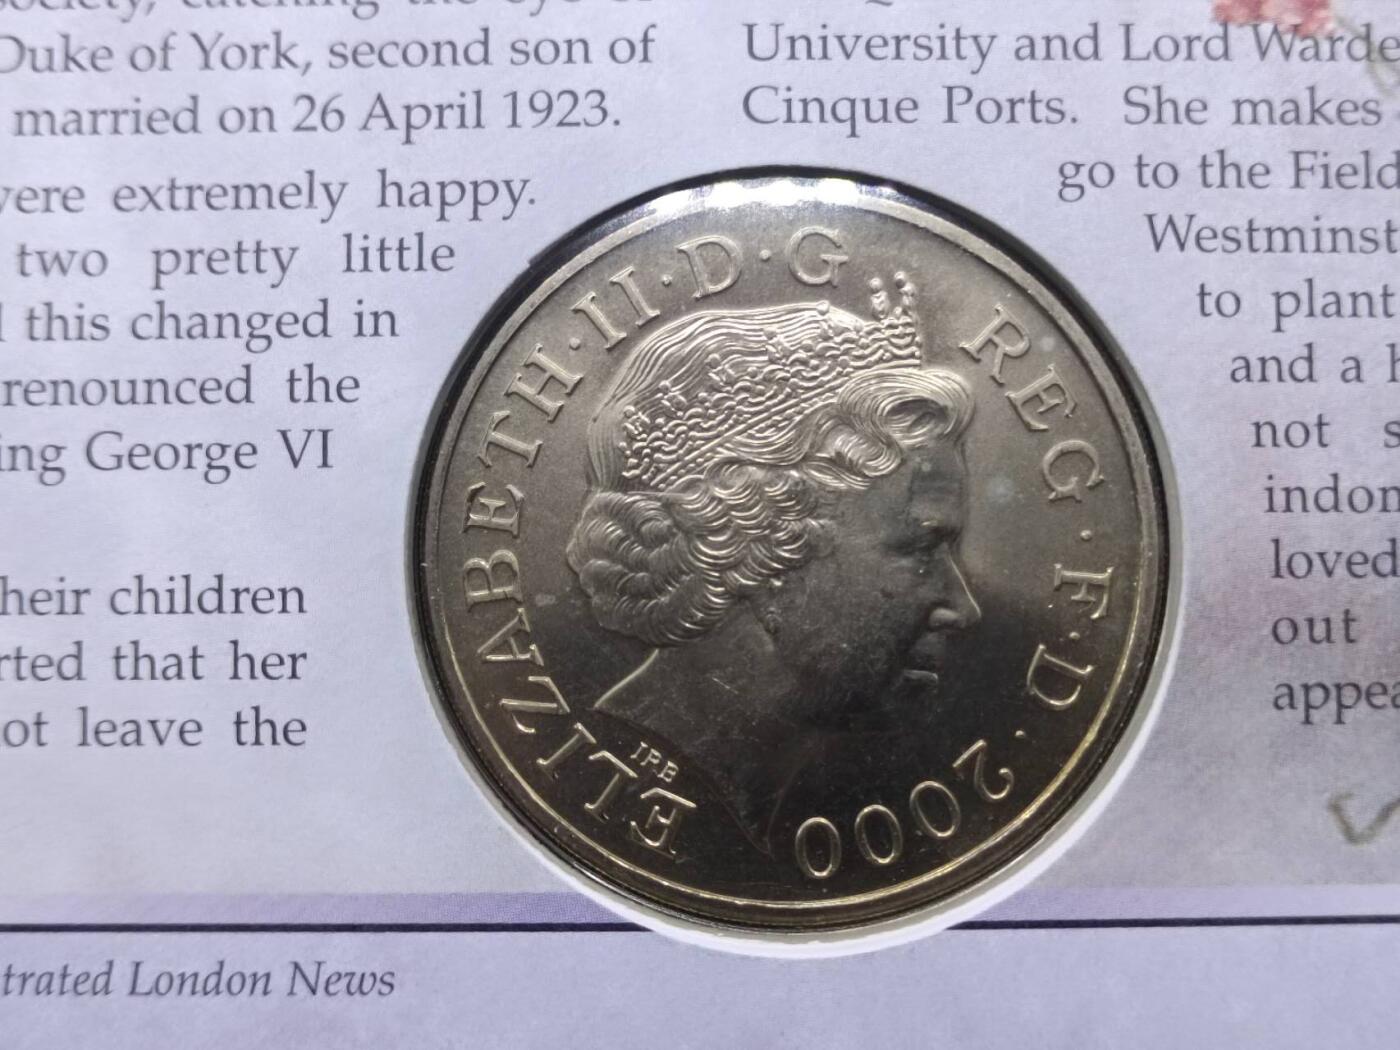 Duke of York, second son of
married on 26 April 1923.
were extremely happy.
two pretty little
this changed in
renounced the
ing George VI
heir children
rted that her
ot leave the
trated London News
ELIZABETH·II·D·G REG·F·D·2000
IRB
University and Lord Warde
Cinque Ports. She makes
go to the Field
Westminst
to plant
and a h
not s
indom
loved
out
appea